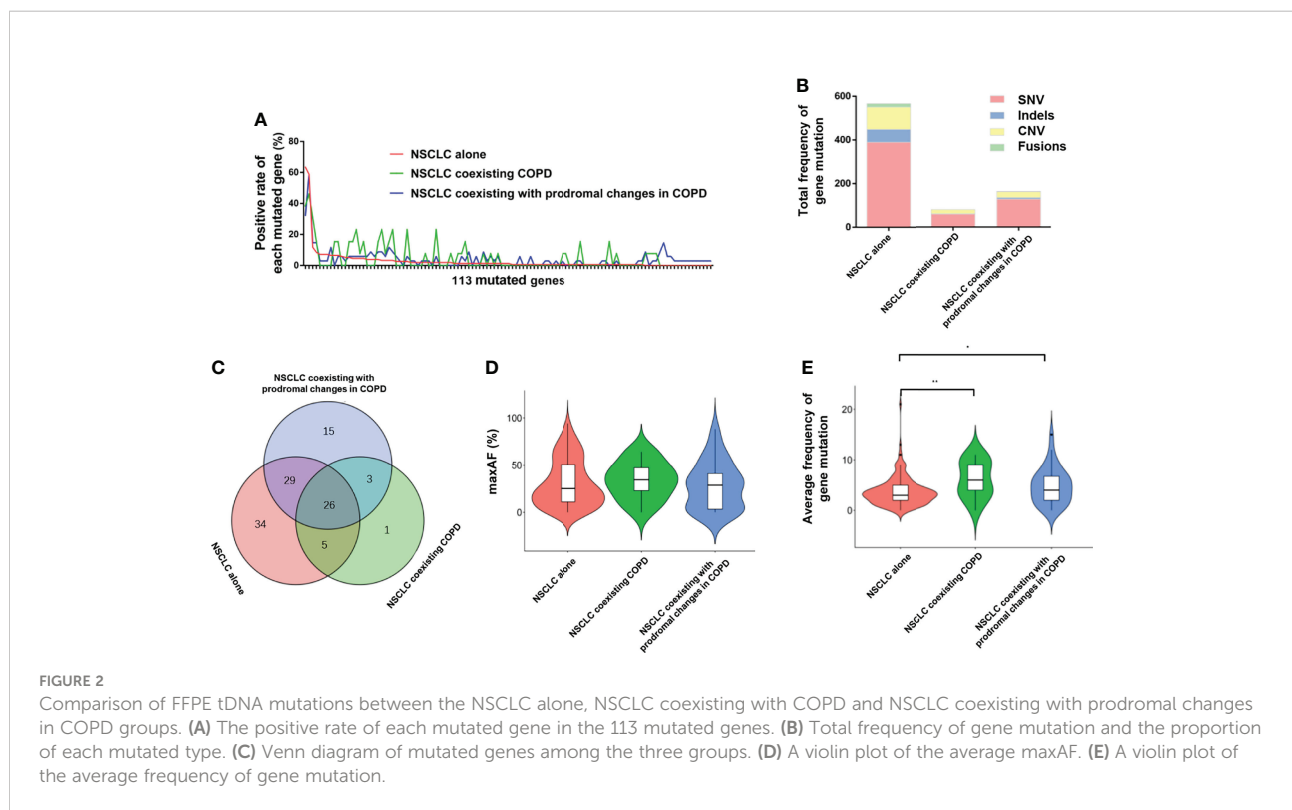 A
Positive rate of
each mutated gene (%)
80
60
40
20
0
NSCLC alone
NSCLC coexisting COPD
NSCLC coexisting with prodromal changes in COPD
113 mutated genes
B
Total frequency of
gene mutation
600
400
200
0
SNV
Indels
CNV
Fusions
NSCLC alone
NSCLC coexisting COPD
NSCLC coexisting with
prodromal changes in COPD
C
NSCLC coexisting with
prodromal changes in COPD
15
29
3
26
34
5
1
NSCLC alone
NSCLC coexisting COPD
D
maxAF (%)
100
50
0
NSCLC alone
NSCLC coexisting COPD
NSCLC coexisting with
prodromal changes in COPD
E
Average frequency of
gene mutation
20
10
0
*
**
NSCLC alone
NSCLC coexisting COPD
NSCLC coexisting with
prodromal changes in COPD
FIGURE 2
Comparison of FFPE tDNA mutations between the NSCLC alone, NSCLC coexisting with COPD and NSCLC coexisting with prodromal changes
in COPD groups. (A) The positive rate of each mutated gene in the 113 mutated genes. (B) Total frequency of gene mutation and the proportion
of each mutated type. (C) Venn diagram of mutated genes among the three groups. (D) A violin plot of the average maxAF. (E) A violin plot of
the average frequency of gene mutation.